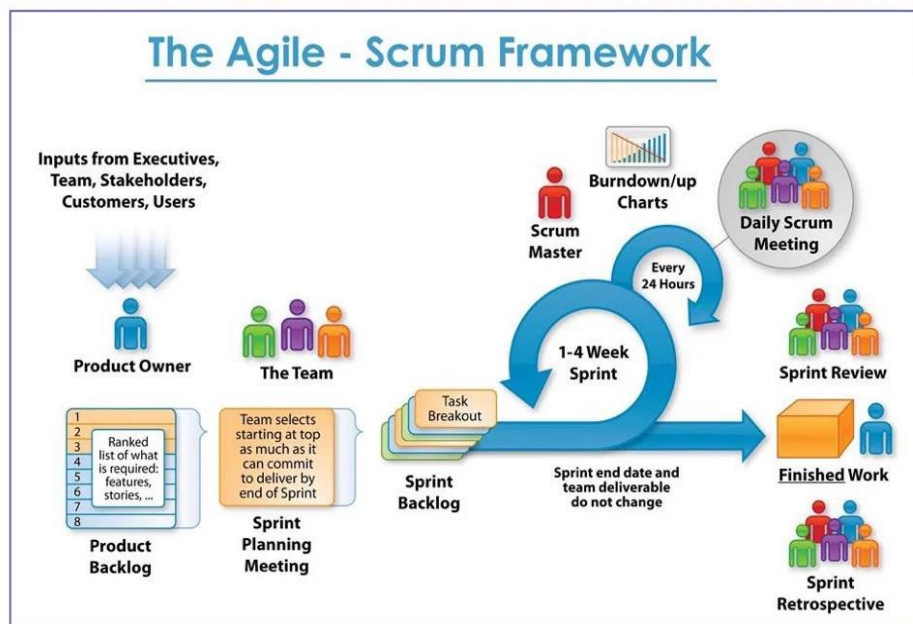 The Agile - Scrum Framework
Inputs from Executives,
Team, Stakeholders,
Customers, Users
Product Owner
The Team
1
2
3
4
5
6
7
8
Ranked
list of what
is required:
features,
stories, ...
Product
Backlog
Team selects
starting at top
as much as it
can commit
to deliver by
end of Sprint
Sprint
Planning
Meeting
Task
Breakout
Sprint
Backlog
Scrum
Master
Burndown/up
Charts
Daily Scrum
Meeting
Every
24 Hours
1-4 Week
Sprint
Sprint end date and
team deliverable
do not change
Sprint Review
Finished Work
Sprint
Retrospective